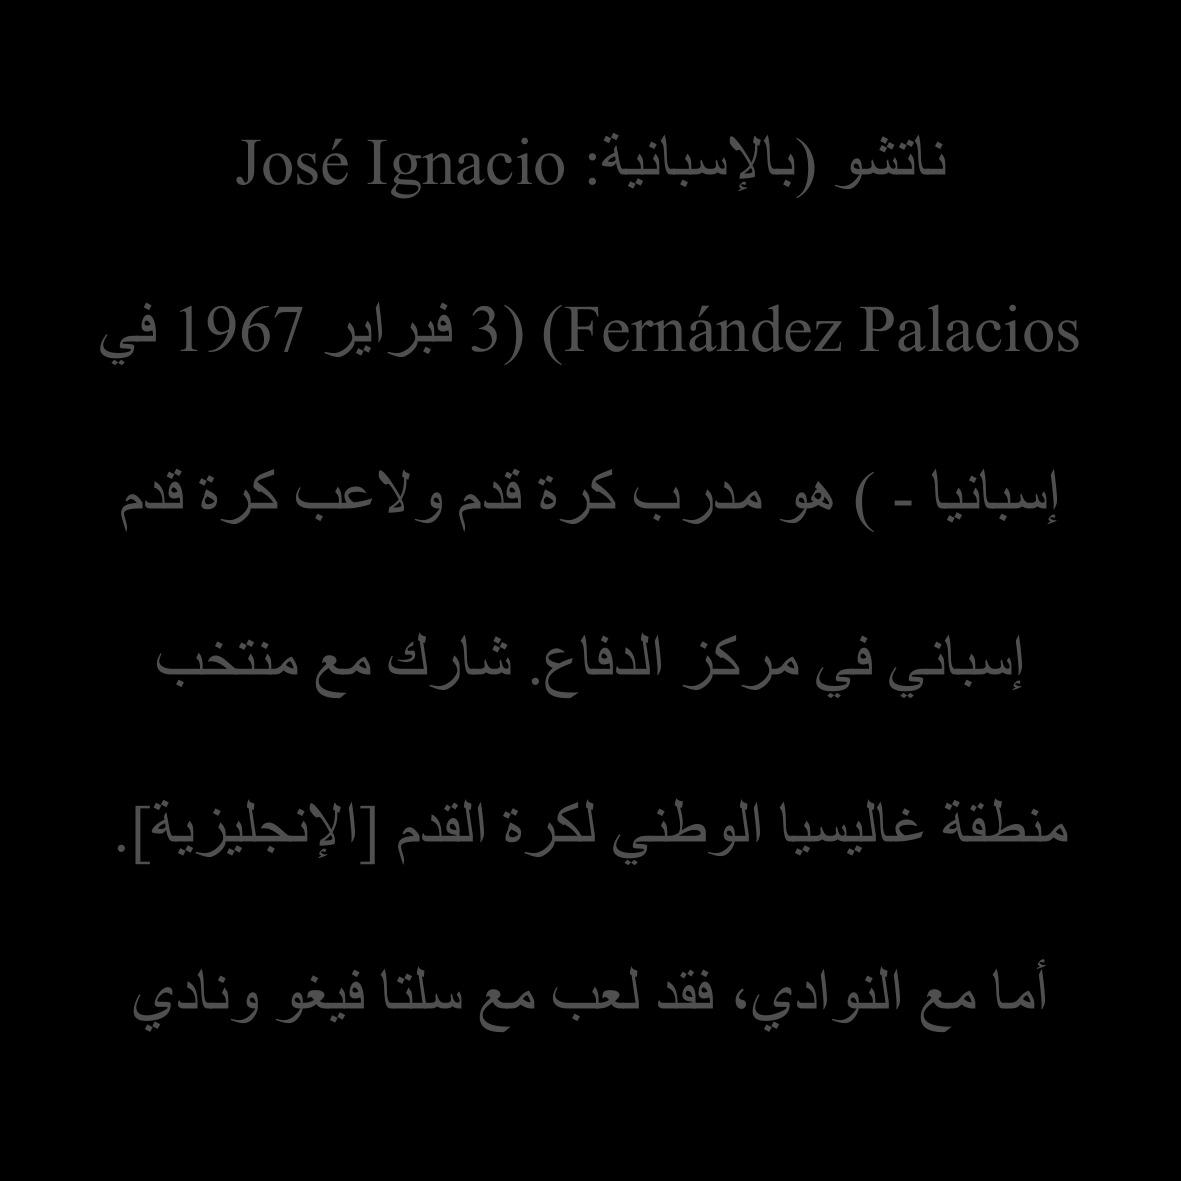 ناتشو (بالإسبانية: José Ignacio
Fernández Palacios) (3 فبراير 1967 في
إسبانيا - ) هو مدرب كرة قدم ولاعب كرة قدم
إسباني في مركز الدفاع. شارك مع منتخب
منطقة غاليسيا الوطني لكرة القدم [الإنجليزية].
أما مع النوادي، فقد لعب مع سلتا فيغو ونادي